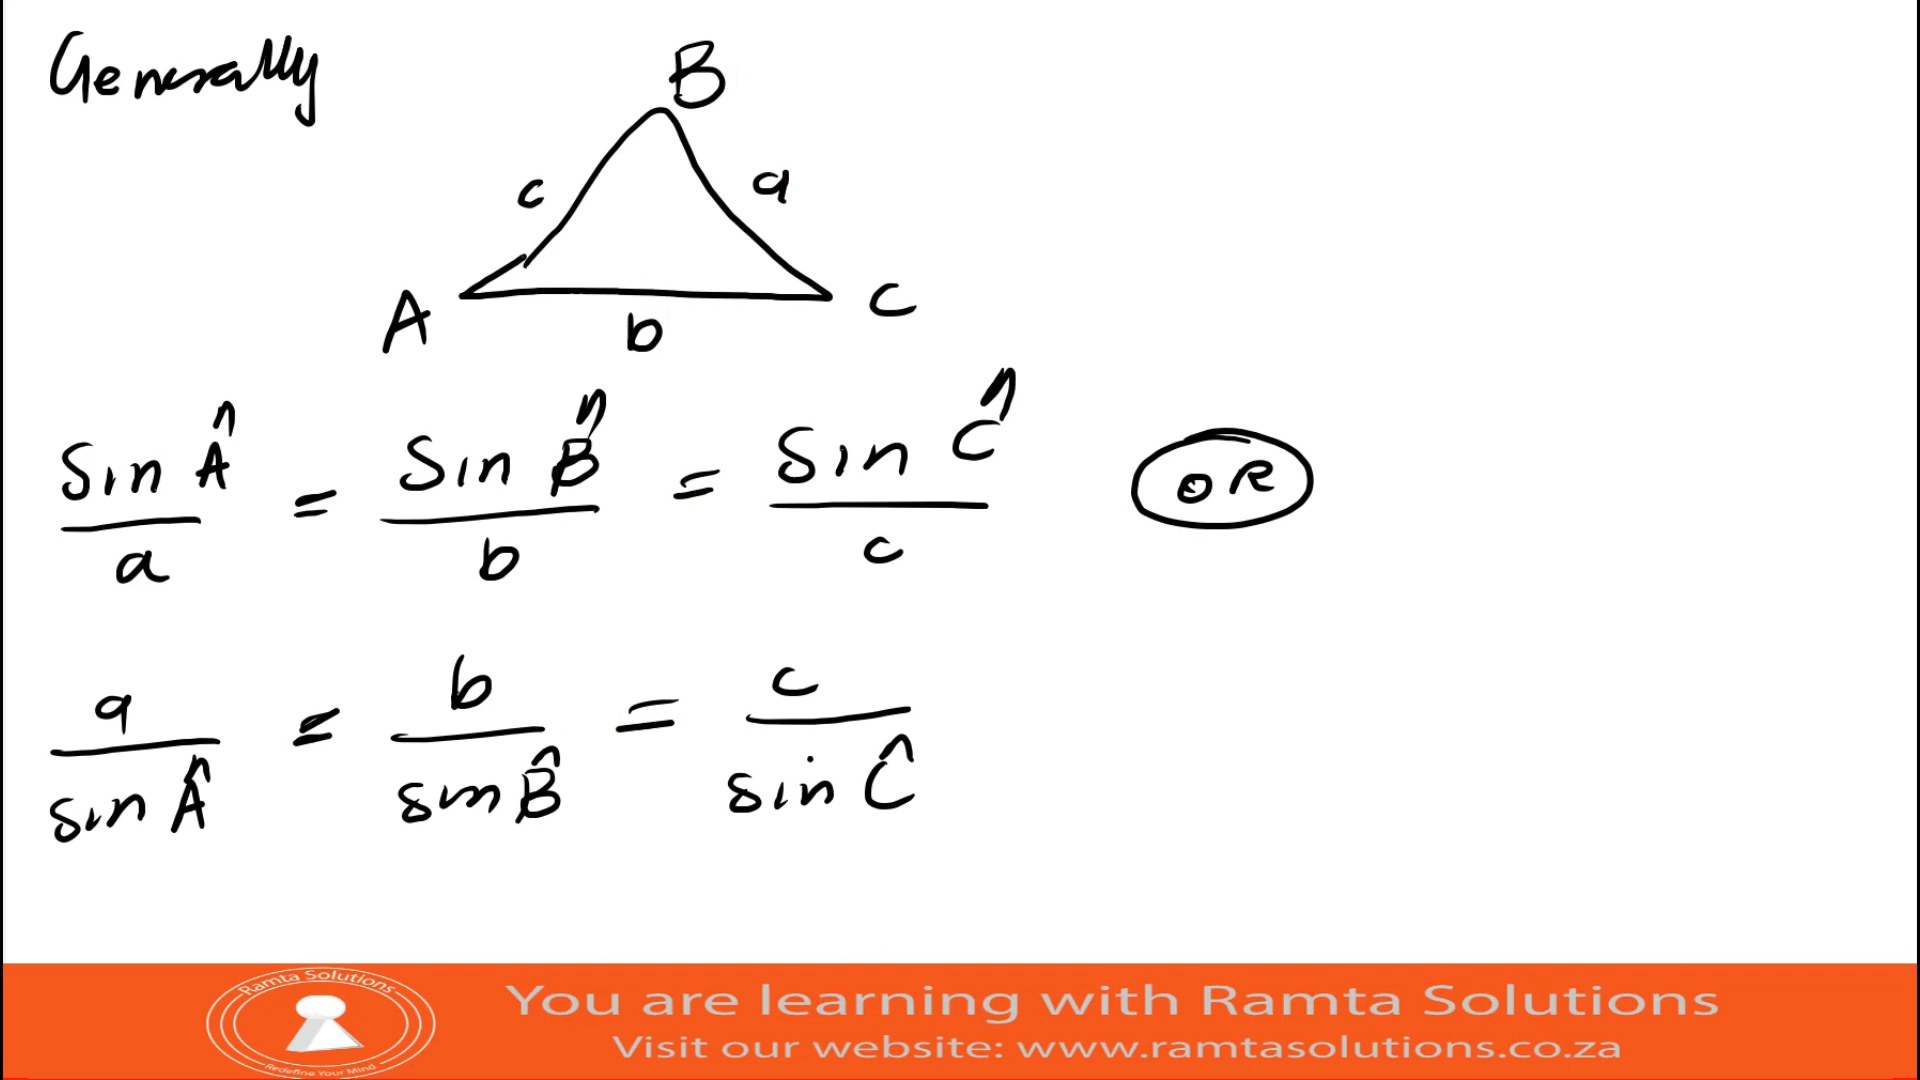 Generally
B
c a
A C
b
Sin Â / a = Sin B̂ / b = Sin Ĉ / c OR
a / sin Â = b / sin B̂ = c / sin Ĉ
Ramta Solutions
You are learning with Ramta Solutions
Visit our website: www.ramtasolutions.co.za
Redefine Your Mind